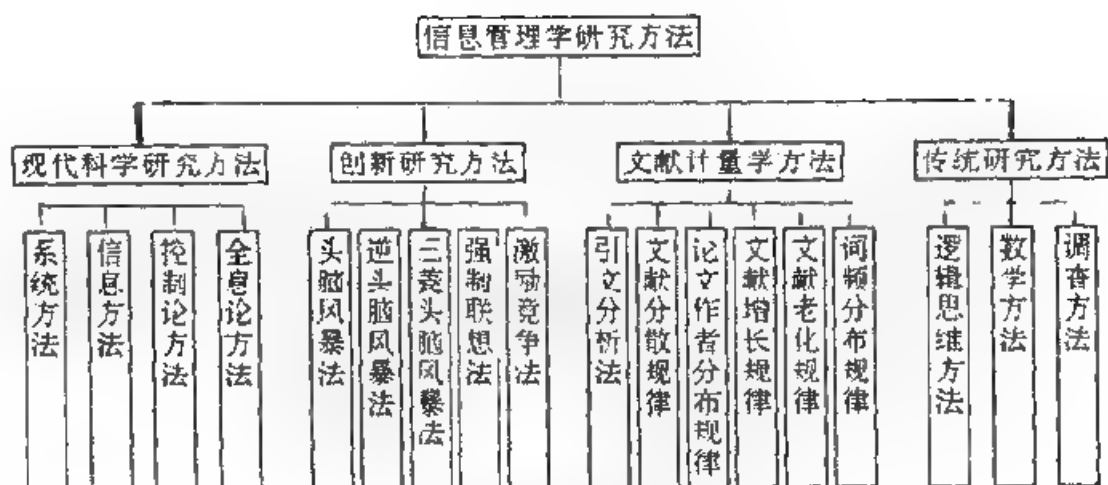 信息管理学研究方法
现代科学研究方法
创新研究方法
文献计量学方法
传统研究方法
系统方法
信息方法
控制论方法
全息论方法
头脑风暴法
逆头脑风暴法
三菱头脑风暴法
强制联想法
激励竞争法
引文分析法
文献分散规律
论文作者分布规律
文献增长规律
文献老化规律
词频分布规律
逻辑思维方法
数学方法
调查方法